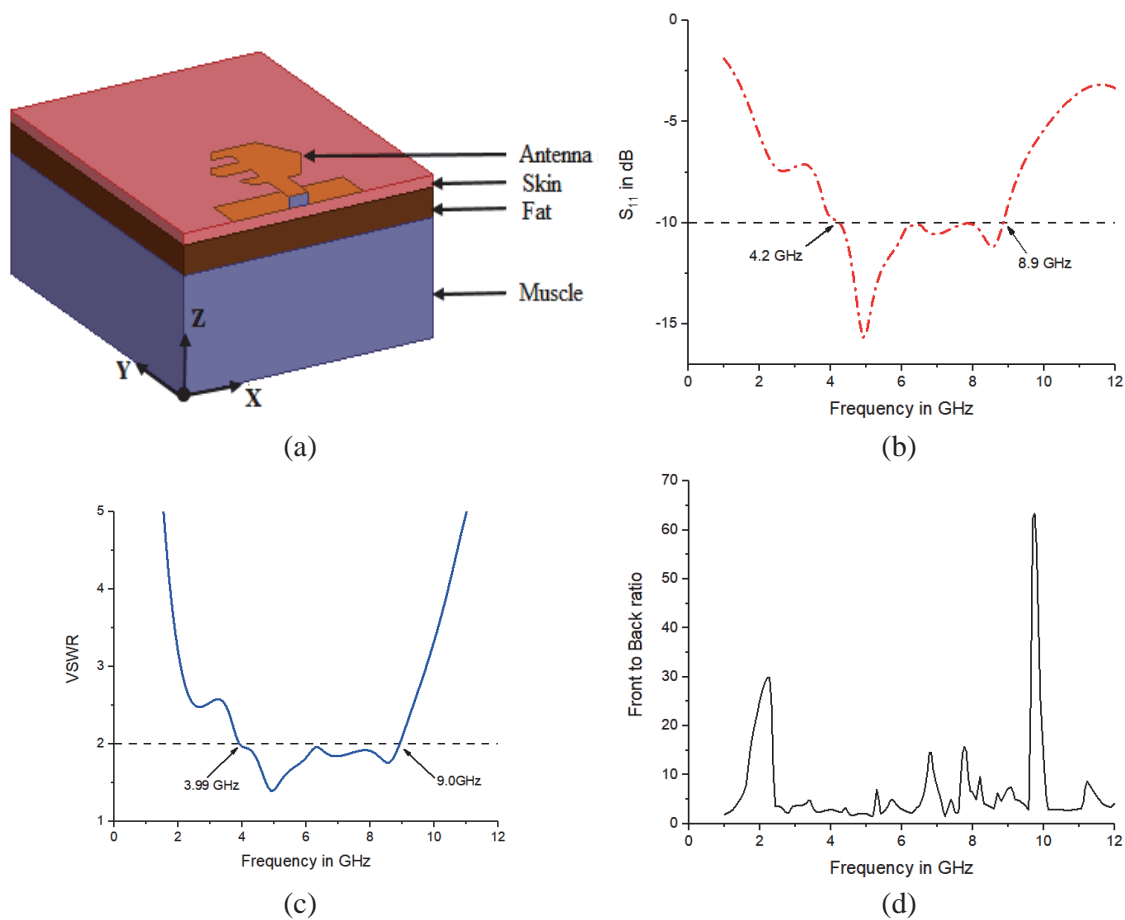 Antenna
Skin
Fat
Muscle
Z
Y
X
(a)
0
-5
-10
-15
S11 in dB
4.2 GHz
8.9 GHz
0 2 4 6 8 10 12
Frequency in GHz
(b)
5
4
3
2
1
VSWR
3.99 GHz
9.0GHz
0 2 4 6 8 10 12
Frequency in GHz
(c)
70
60
50
40
30
20
10
0
Front to Back ratio
0 2 4 6 8 10 12
Frequency in GHz
(d)